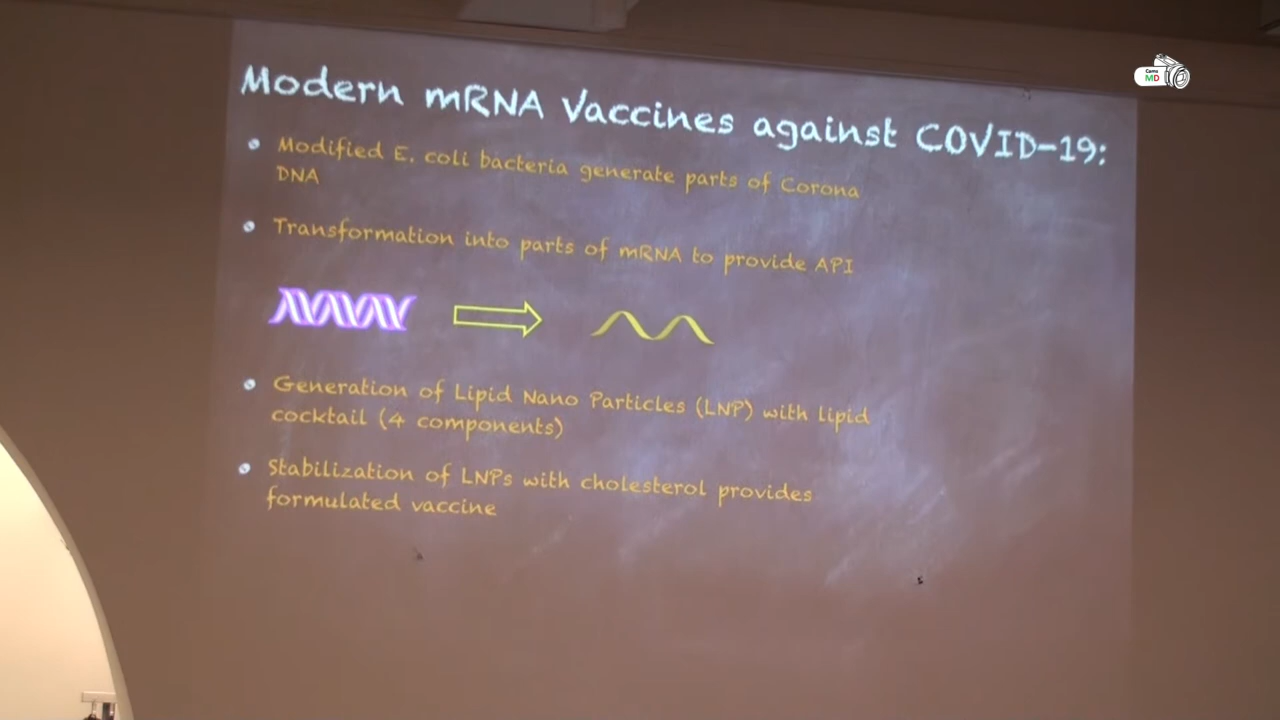 Modern mRNA Vaccines against COVID-19:
Modified E. coli bacteria generate parts of Corona
DNA
Transformation into parts of mRNA to provide API
Generation of Lipid Nano Particles (LNP) with lipid
cocktail (4 components)
Stabilization of LNPs with cholesterol provides
formulated vaccine
Cams
MD